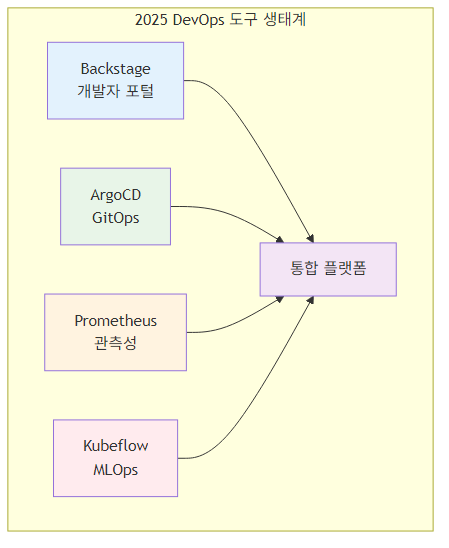 2025 DevOps 도구 생태계
Backstage
개발자 포털
ArgoCD
GitOps
통합 플랫폼
Prometheus
관측성
Kubeflow
MLOps